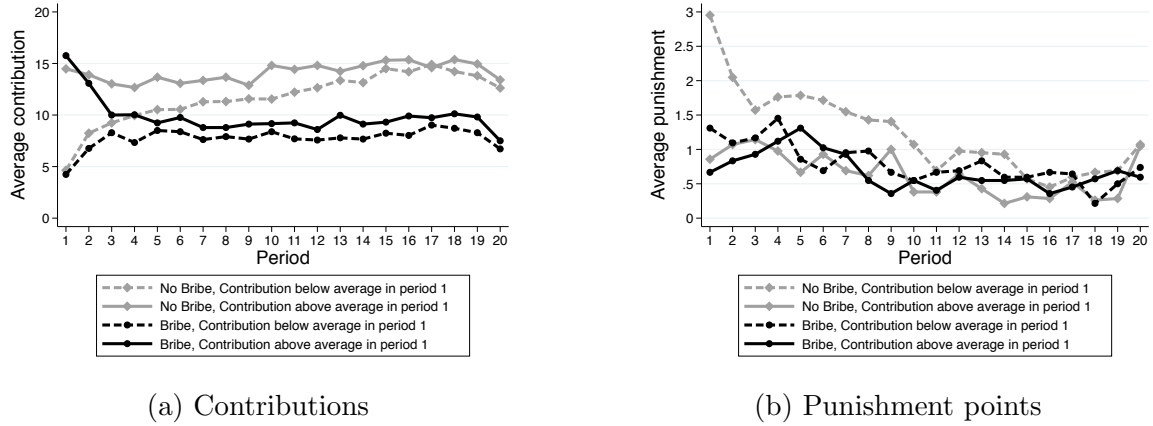 20
15
10
5
0
Average contribution
1 2 3 4 5 6 7 8 9 10 11 12 13 14 15 16 17 18 19 20
Period
No Bribe, Contribution below average in period 1
No Bribe, Contribution above average in period 1
Bribe, Contribution below average in period 1
Bribe, Contribution above average in period 1
(a) Contributions
3
2.5
2
1.5
1
.5
0
Average punishment
1 2 3 4 5 6 7 8 9 10 11 12 13 14 15 16 17 18 19 20
Period
No Bribe, Contribution below average in period 1
No Bribe, Contribution above average in period 1
Bribe, Contribution below average in period 1
Bribe, Contribution above average in period 1
(b) Punishment points